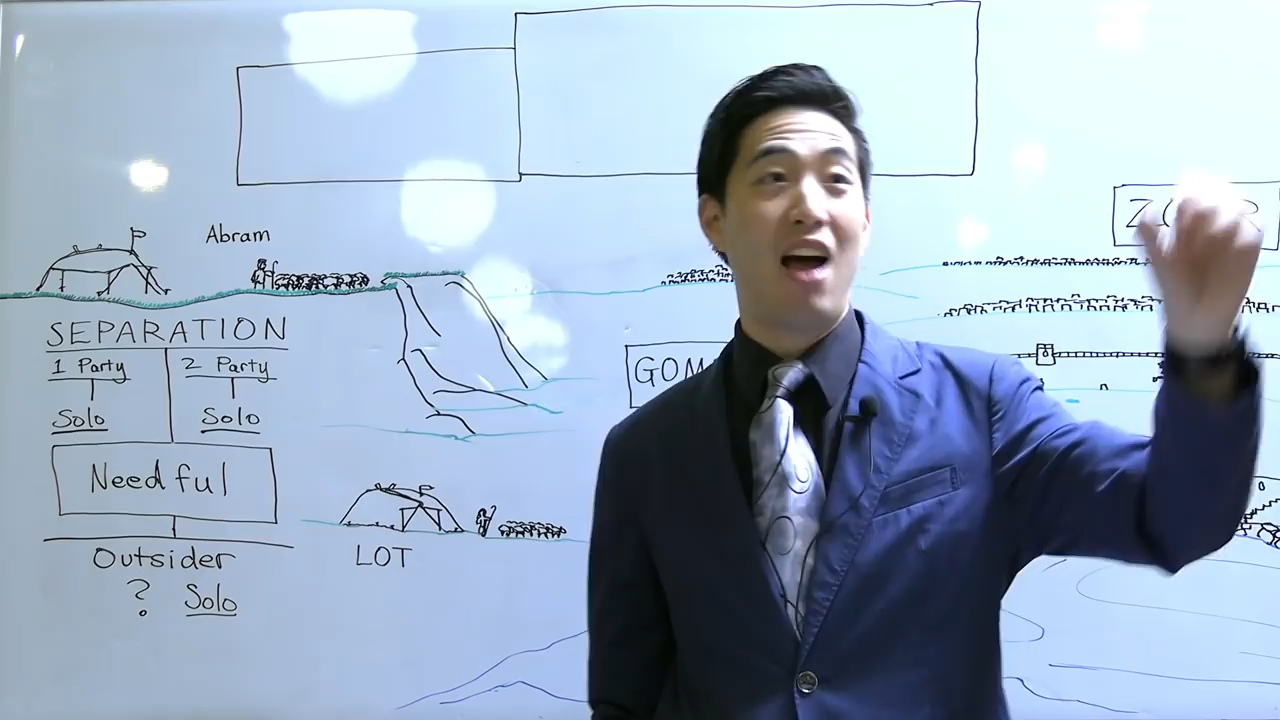 Abram
SEPARATION
1 Party
2 Party
Solo
Solo
Needful
Outsider
? Solo
LOT